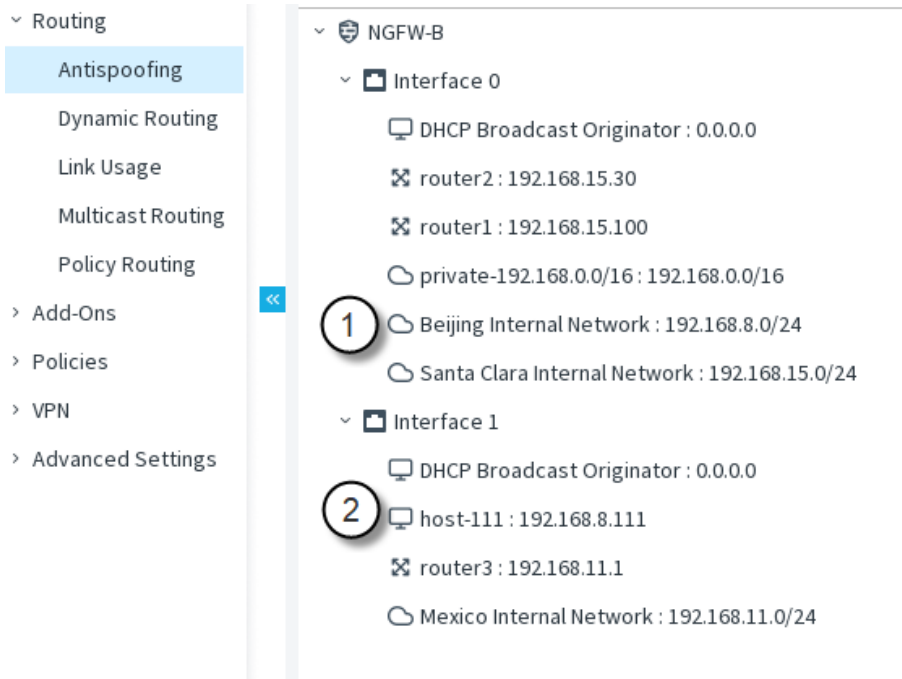 Routing
Antispoofing
Dynamic Routing
Link Usage
Multicast Routing
Policy Routing
Add-Ons
Policies
VPN
Advanced Settings
NGFW-B
Interface 0
DHCP Broadcast Originator : 0.0.0.0
router2 : 192.168.15.30
router1 : 192.168.15.100
private-192.168.0.0/16 : 192.168.0.0/16
1 Beijing Internal Network : 192.168.8.0/24
Santa Clara Internal Network : 192.168.15.0/24
Interface 1
DHCP Broadcast Originator : 0.0.0.0
2 host-111 : 192.168.8.111
router3 : 192.168.11.1
Mexico Internal Network : 192.168.11.0/24